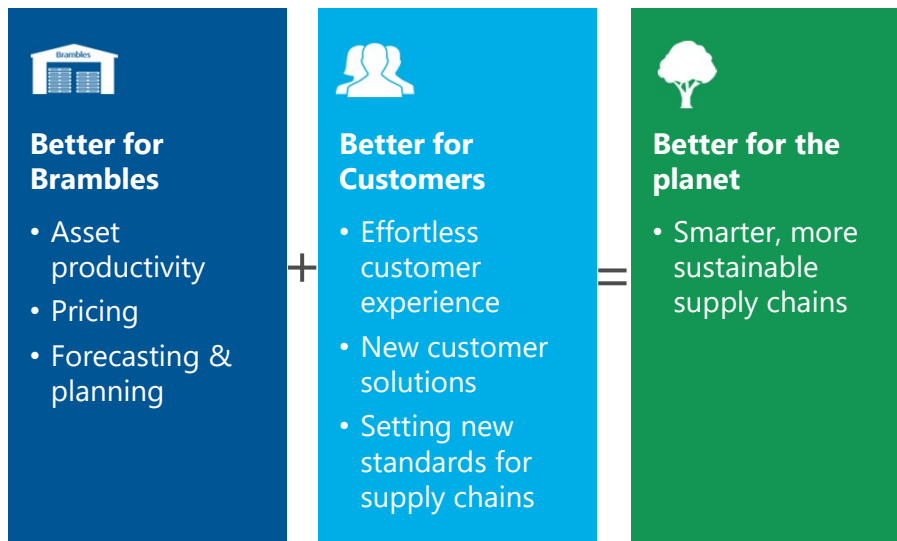 Brambles
Better for
Brambles
• Asset
productivity
• Pricing
• Forecasting &
planning
+
Better for
Customers
• Effortless
customer
experience
• New customer
solutions
• Setting new
standards for
supply chains
=
Better for the
planet
• Smarter, more
sustainable
supply chains